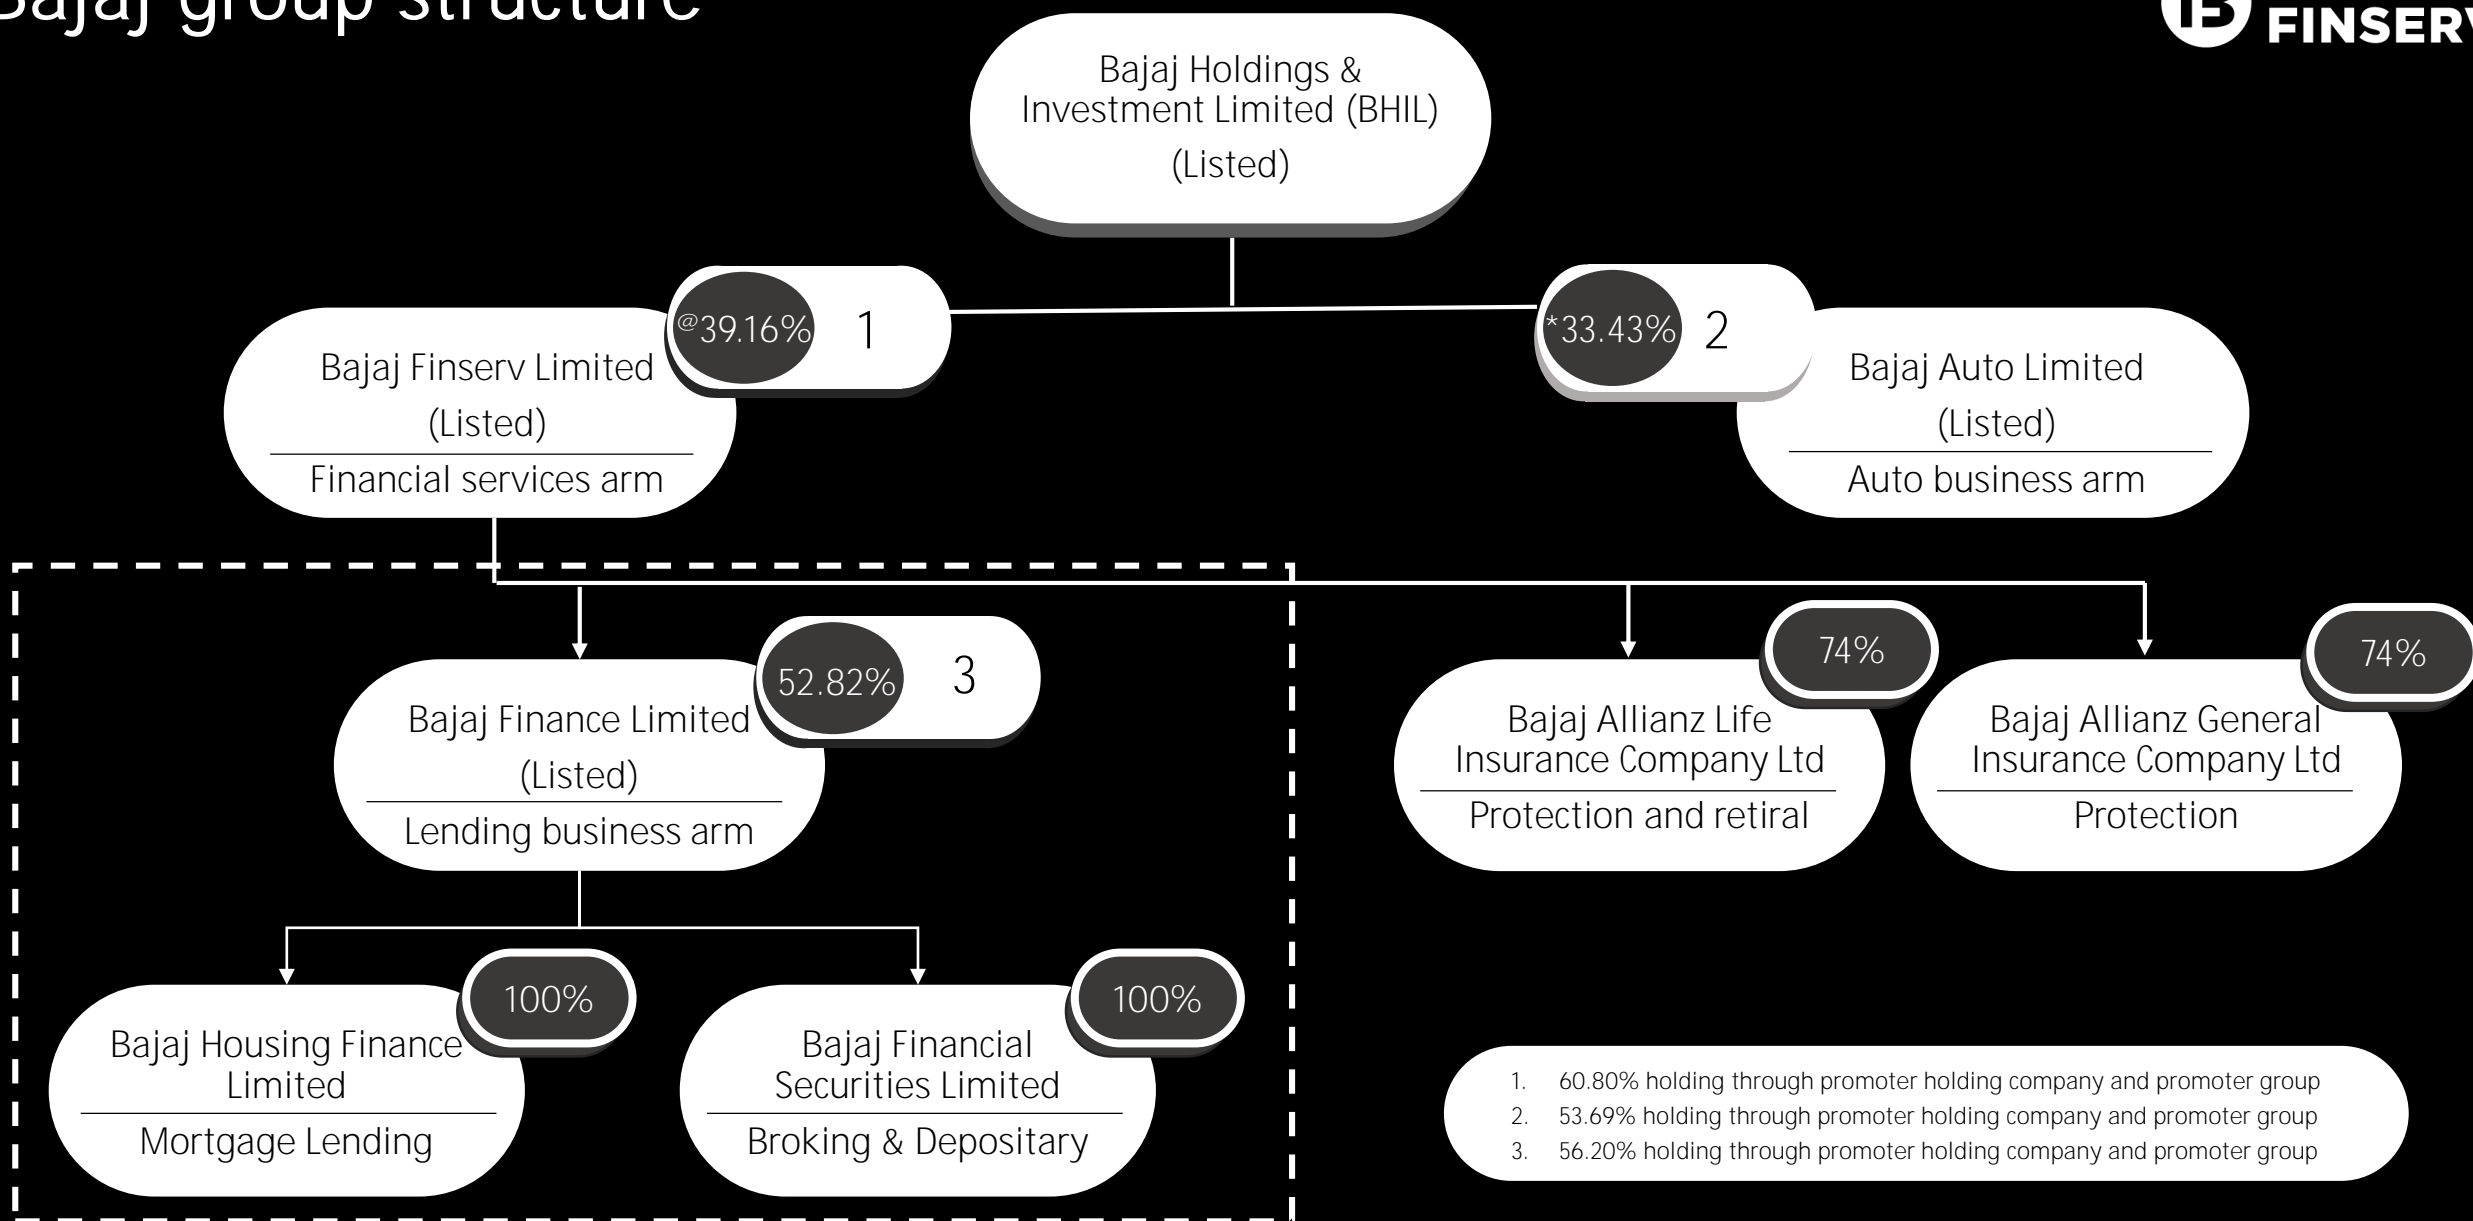 Bajaj group structure
FINSERV
Bajaj Holdings &
Investment Limited (BHIL)
(Listed)
@39.16% 1
*33.43% 2
Bajaj Finserv Limited
(Listed)
Financial services arm
Bajaj Auto Limited
(Listed)
Auto business arm
52.82% 3
74%
74%
Bajaj Finance Limited
(Listed)
Lending business arm
Bajaj Allianz Life
Insurance Company Ltd
Protection and retiral
Bajaj Allianz General
Insurance Company Ltd
Protection
100%
100%
Bajaj Housing Finance
Limited
Mortgage Lending
Bajaj Financial
Securities Limited
Broking & Depositary
1. 60.80% holding through promoter holding company and promoter group
2. 53.69% holding through promoter holding company and promoter group
3. 56.20% holding through promoter holding company and promoter group